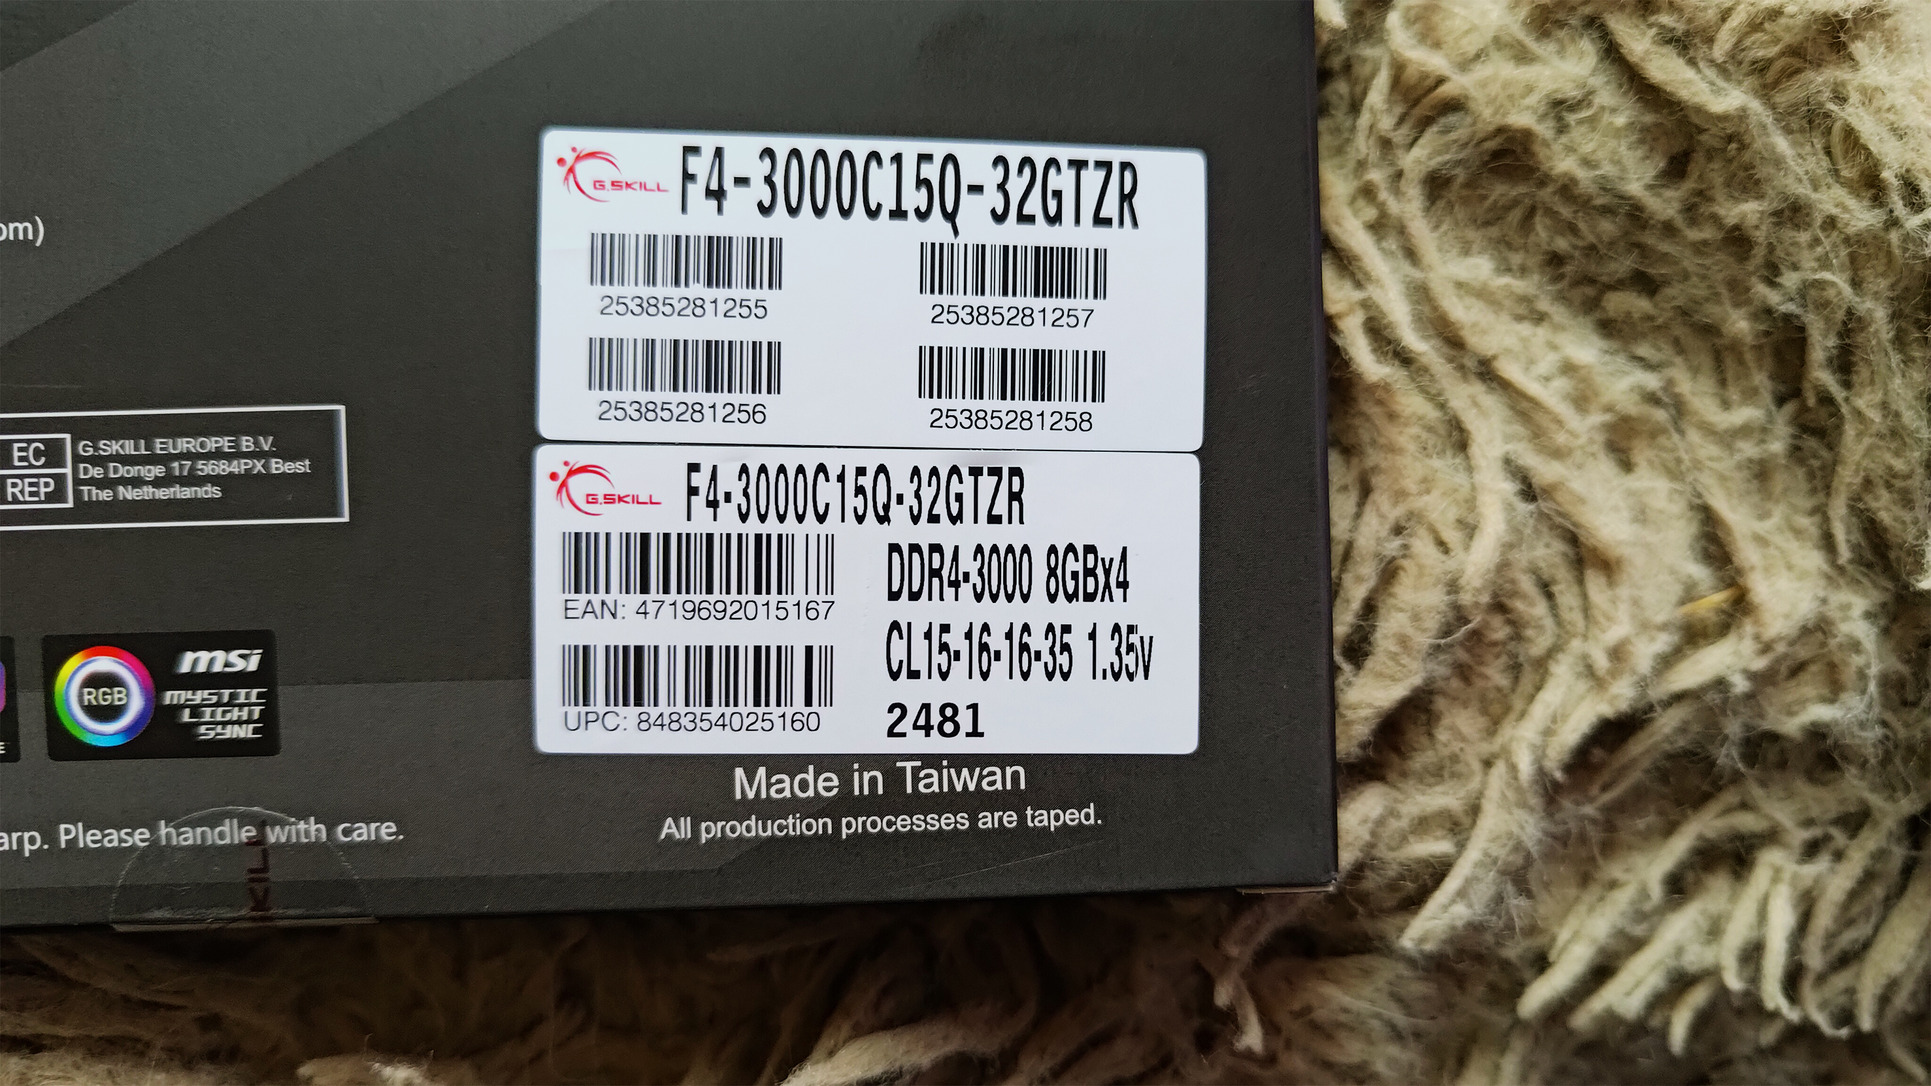 om)
G.SKILL
F4-3000C15Q-32GTZR
25385281255
25385281257
25385281256
25385281258
EC
REP
G.SKILL EUROPE B.V.
De Donge 17 5684PX Best
The Netherlands
G.SKILL
F4-3000C15Q-32GTZR
DDR4-3000 8GBx4
EAN: 4719692015167
CL15-16-16-35 1.35v
UPC: 848354025160
2481
RGB
msi
MYSTIC
LIGHT
SYNC
E
Made in Taiwan
All production processes are taped.
arp. Please handle with care.
KILL